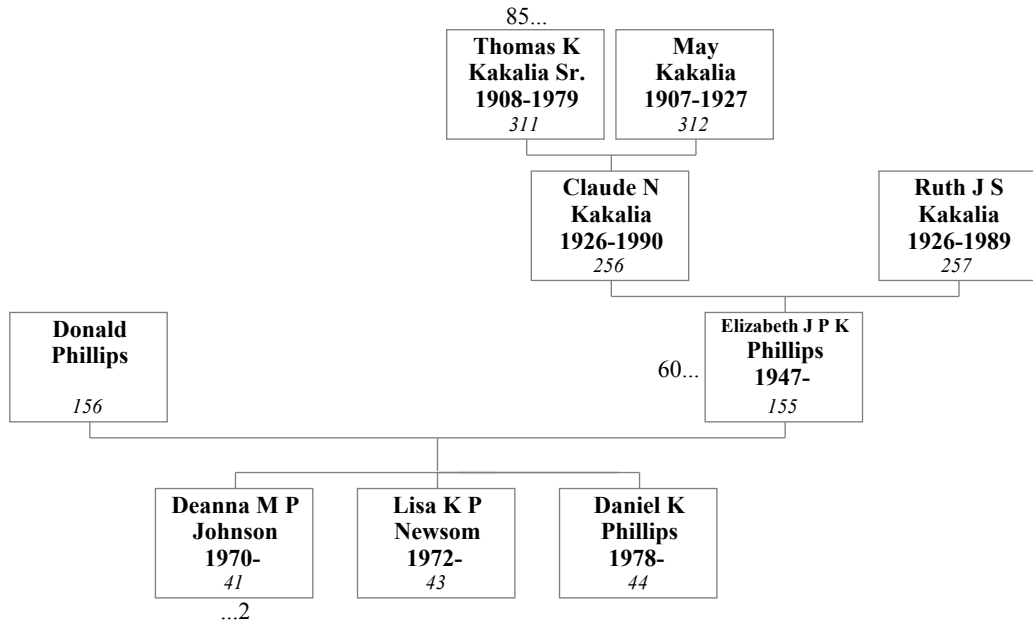 85...
Thomas K
Kakalia Sr.
1908-1979
311
May
Kakalia
1907-1927
312
Claude N
Kakalia
1926-1990
256
Ruth J S
Kakalia
1926-1989
257
Donald
Phillips
156
60...
Elizabeth J P K
Phillips
1947-
155
Deanna M P
Johnson
1970-
41
...2
Lisa K P
Newsom
1972-
43
Daniel K
Phillips
1978-
44